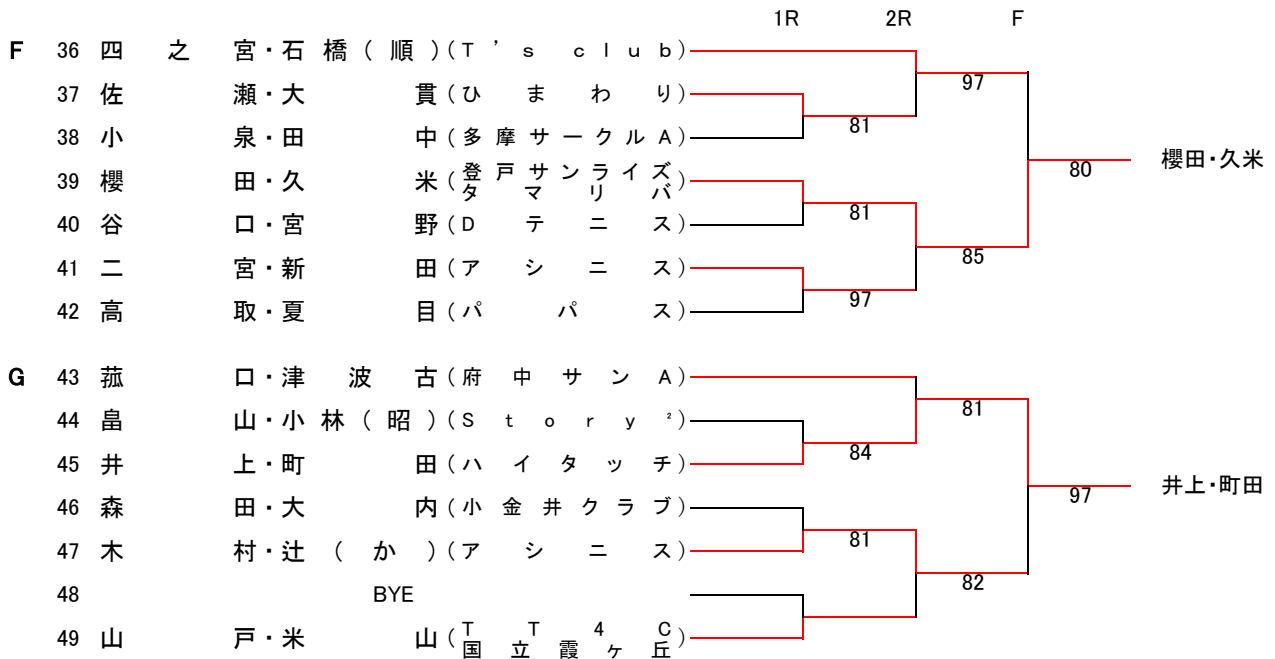 1R 2R F
F 36 四之宮・石橋(順)(T's club)
97
37 佐瀬・大貫(ひまわり)
81
38 小泉・田中(多摩サークルA)
櫻田・久米
80
39 櫻田・久米(登戸サンライズ
タマリバ)
81
40 谷口・宮野(Dテニス)
85
41 二宮・新田(アシニス)
97
42 高取・夏目(パパス)
G 43 菰口・津波古(府中サンA)
81
44 畠山・小林(昭)(Story²)
84
45 井上・町田(ハイタッチ)
井上・町田
97
46 森田・大内(小金井クラブ)
81
47 木村・辻(か)(アシニス)
82
48 BYE
49 山戸・米山(TT4C
国立霞ヶ丘)